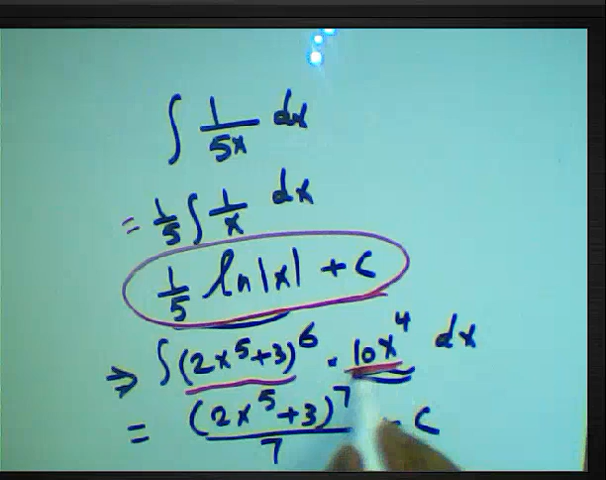 ∫ 1/5x dx
= 1/5 ∫ 1/x dx
1/5 ln|x| + C
⇒ ∫ (2x⁵+3)⁶ · 10x⁴ dx
= (2x⁵+3)⁷/7 + C